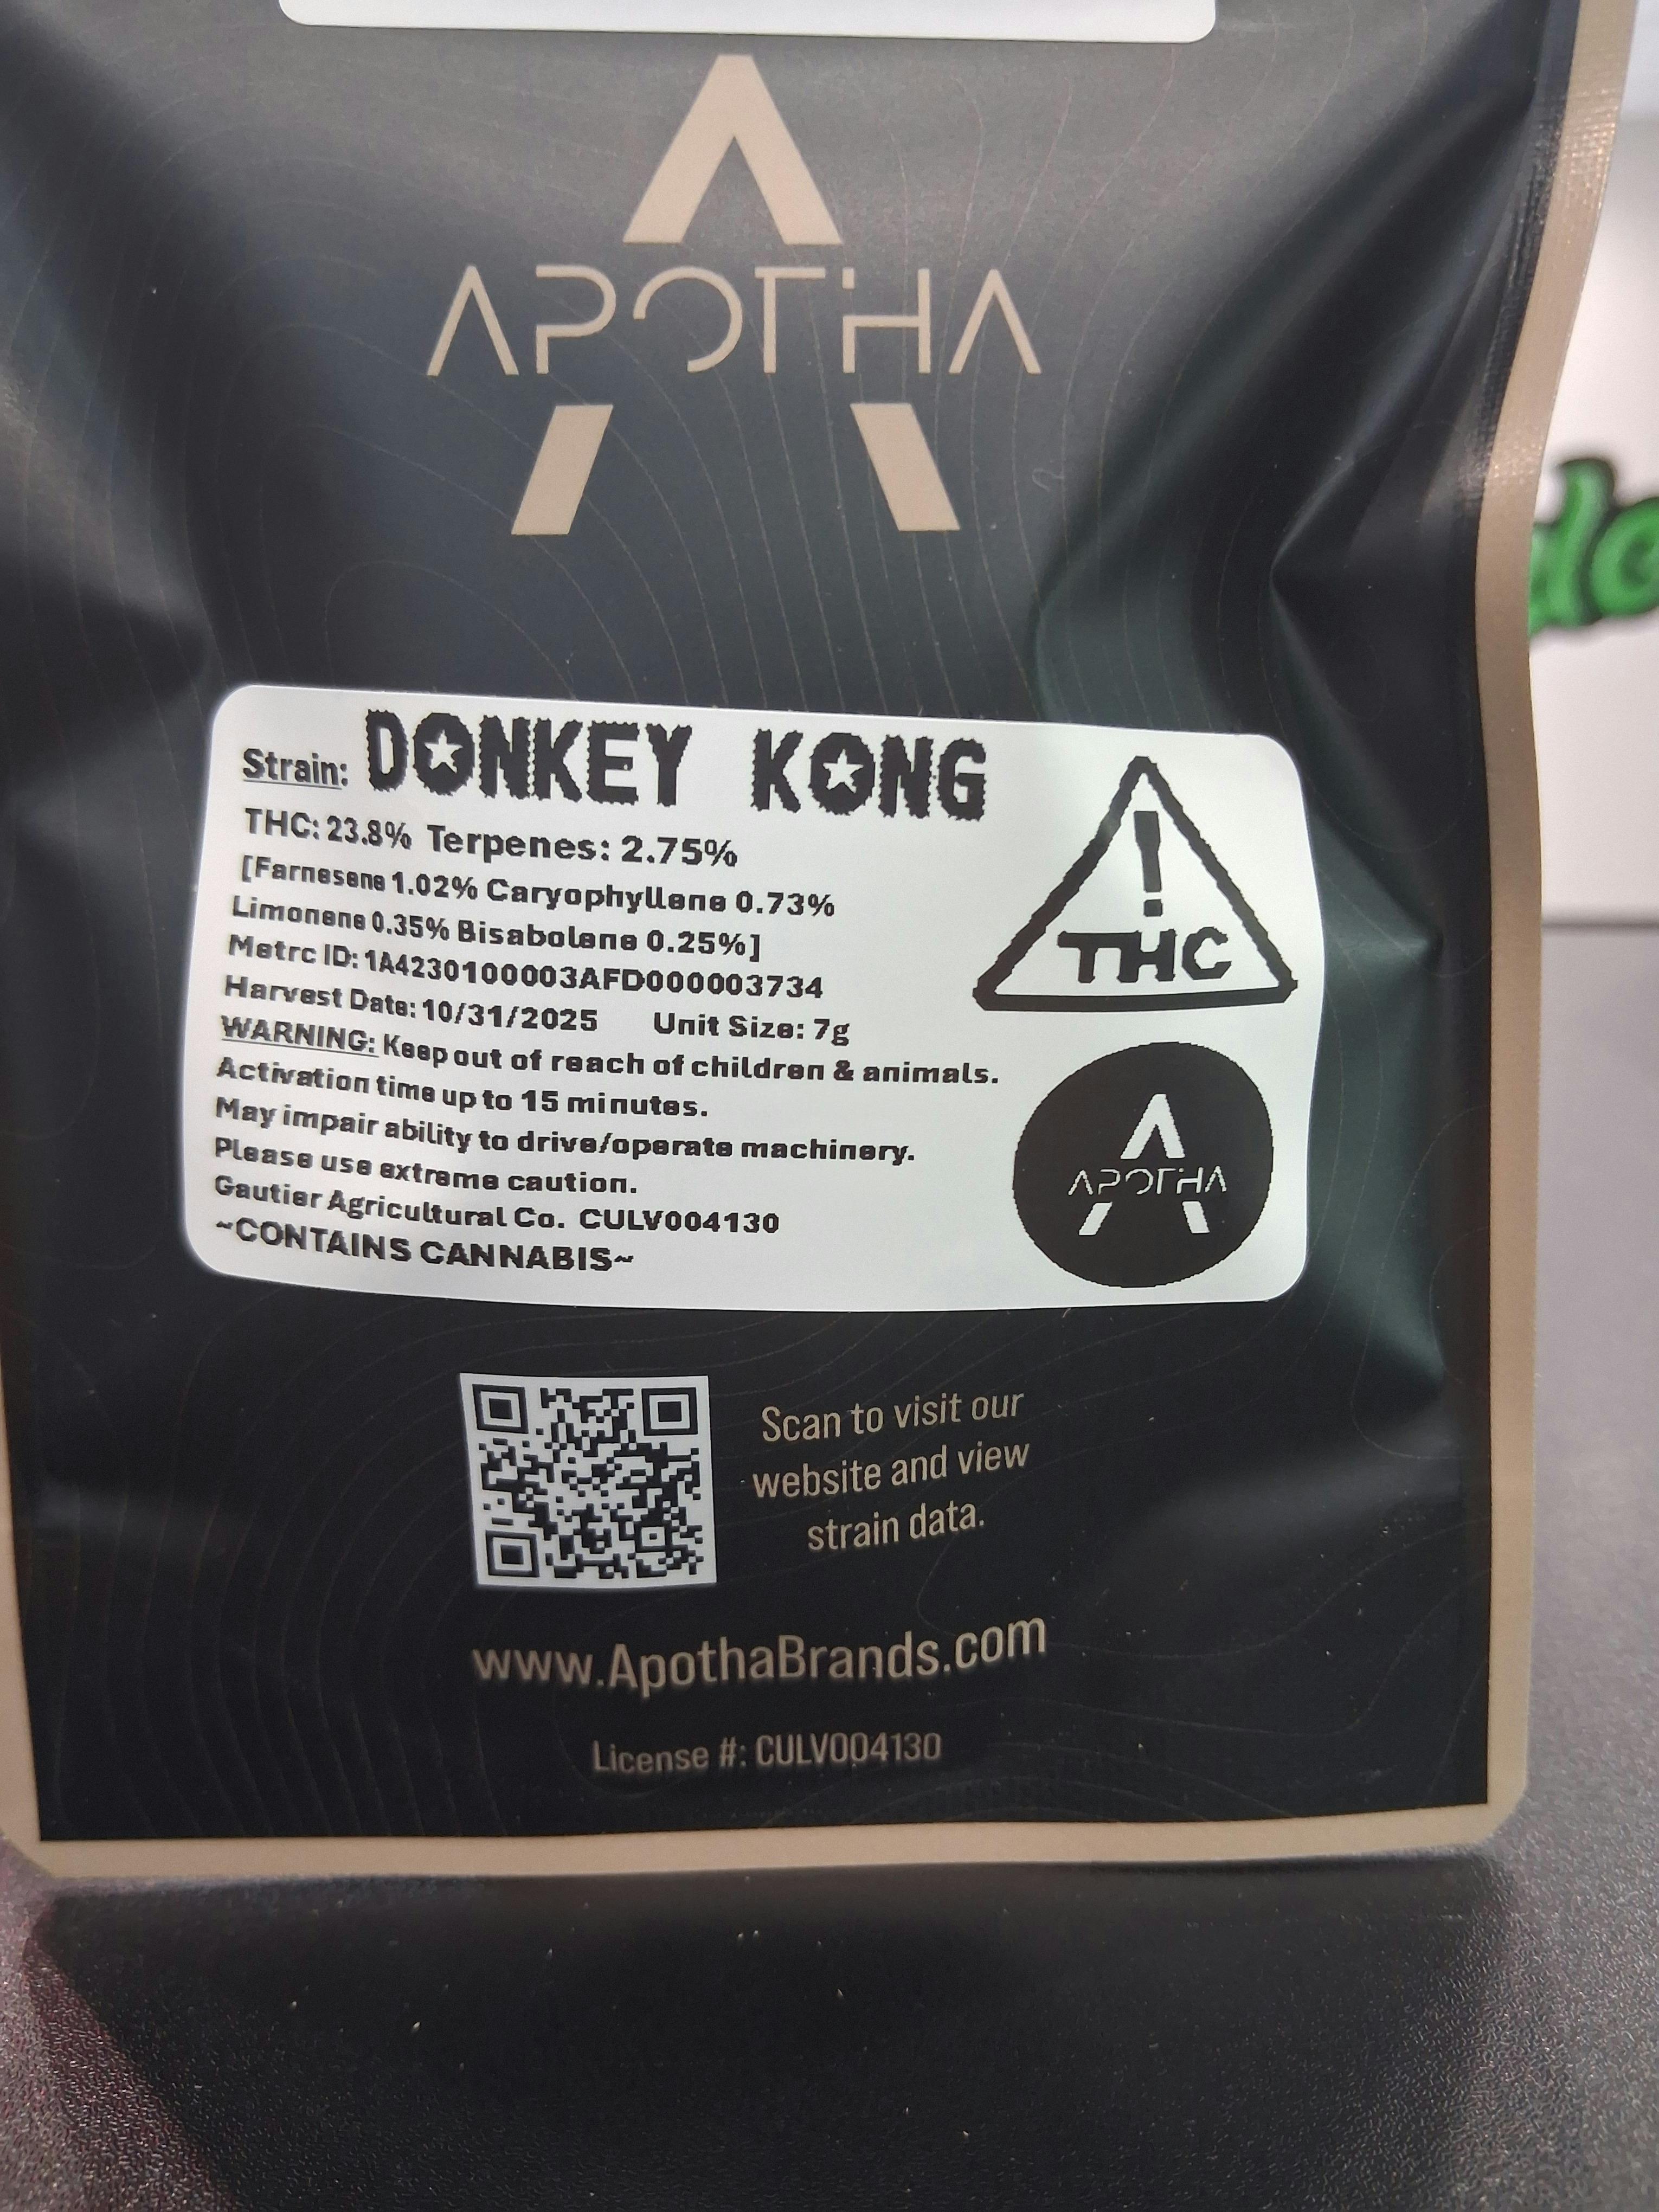 APOTHA
Strain: DONKEY KONG
THC: 23.8% Terpenes: 2.75%
[Farnesene 1.02% Caryophyllene 0.73%
Limonene 0.35% Bisabolene 0.25%]
Metrc ID: 1A4230100003AFD000003734
Harvest Date: 10/31/2025 Unit Size: 7g
WARNING: Keep out of reach of children & animals.
Activation time up to 15 minutes.
May impair ability to drive/operate machinery.
Please use extreme caution.
Gautier Agricultural Co. CULV004130
~CONTAINS CANNABIS~
!
THC
APOTHA
Scan to visit our
website and view
strain data.
www.ApothaBrands.com
License #: CULV004130